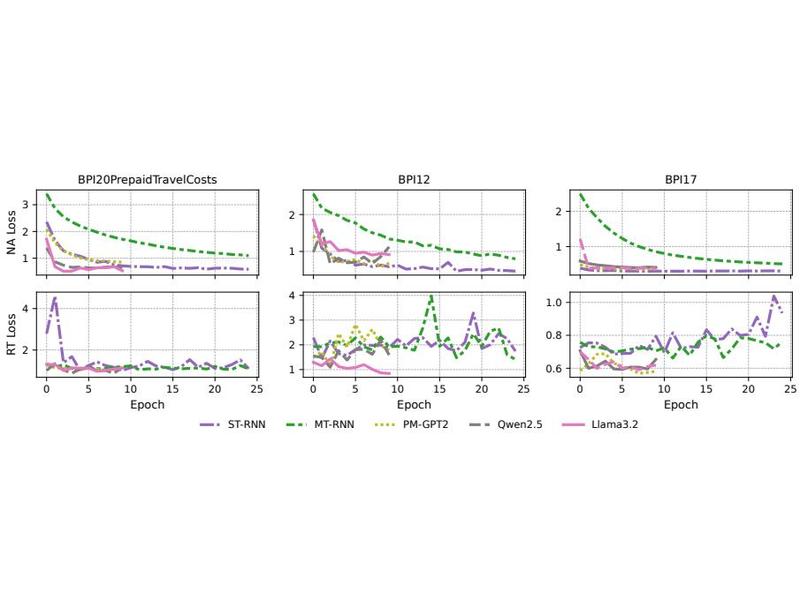 BPI20PrepaidTravelCosts BPI12 BPI17
NA Loss
3
2
1
2
1
2
1
RT Loss
4
2
4
3
2
1
1.0
0.8
0.6
0 5 10 15 20 25 0 5 10 15 20 25 0 5 10 15 20 25
Epoch Epoch Epoch
ST-RNN MT-RNN PM-GPT2 Qwen2.5 Llama3.2